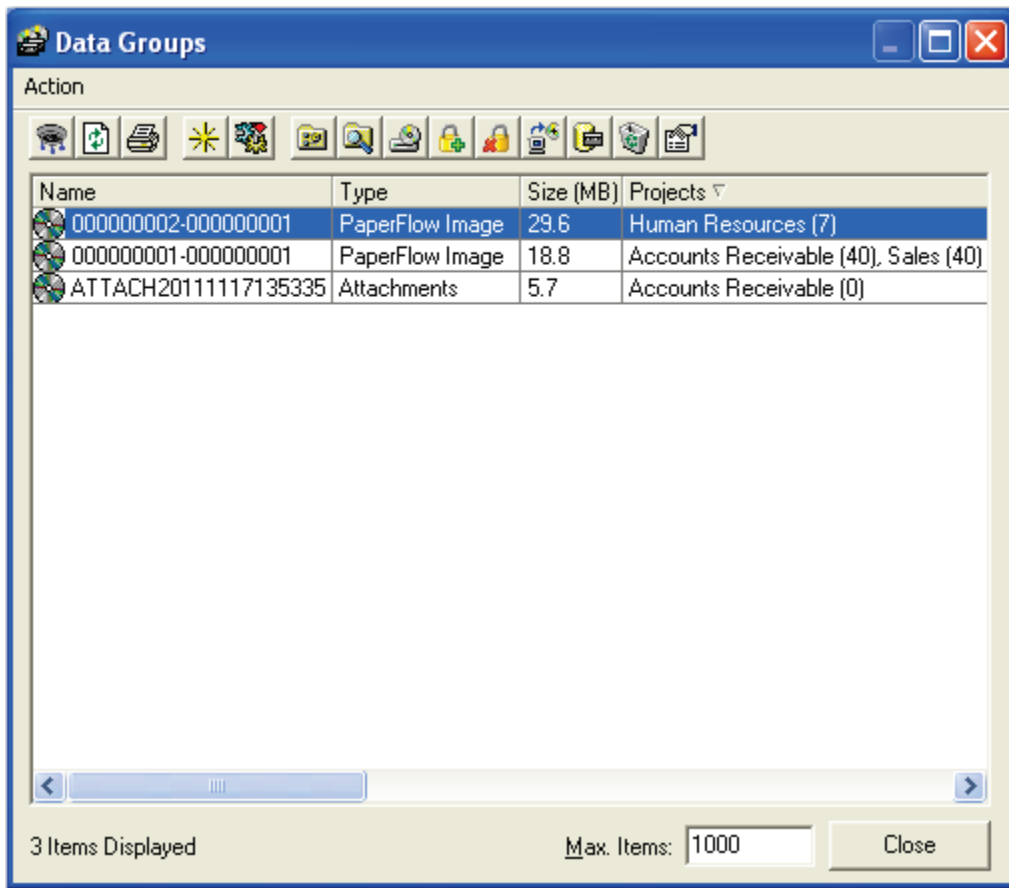 Data Groups
Action
Name Type Size (MB) Projects
000000002-000000001 PaperFlow Image 29.6 Human Resources (7)
000000001-000000001 PaperFlow Image 18.8 Accounts Receivable (40), Sales (40)
ATTACH20111117135335 Attachments 5.7 Accounts Receivable (0)
3 Items Displayed Max. Items: 1000 Close